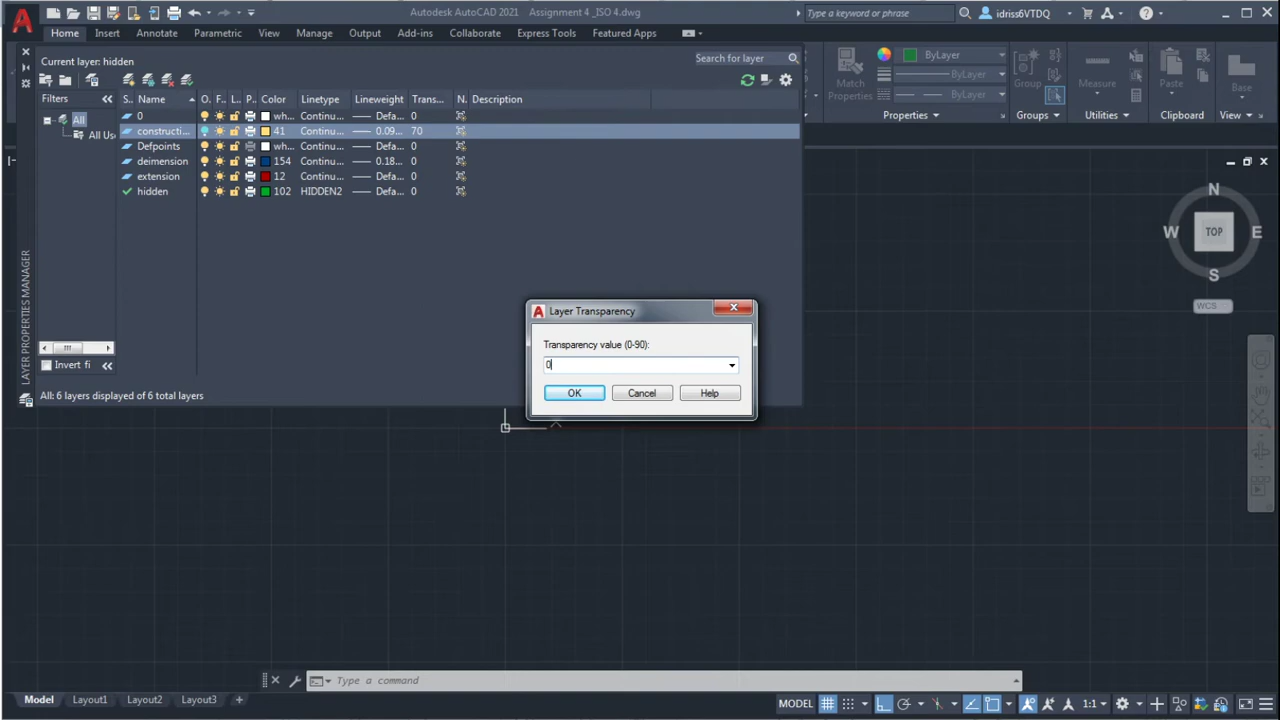 Autodesk AutoCAD 2021 Assignment 4 _ISO 4.dwg
Type a keyword or phrase
idriss6VTDQ
Home Insert Annotate Parametric View Manage Output Add-ins Collaborate Express Tools Featured Apps
Current layer: hidden
Search for layer
Filters
S.. Name O. F.. L... P.. Color Linetype Lineweight Trans... N. Description
All
All Us
0 wh... Continu... Defa... 0
constructi... 41 Continu... 0.09... 70
Defpoints wh... Continu... Defa... 0
deimension 154 Continu... 0.18... 0
extension 12 Continu... Defa... 0
hidden 102 HIDDEN2 Defa... 0
Invert fi
All: 6 layers displayed of 6 total layers
LAYER PROPERTIES MANAGER
Match
Properties
ByLayer
ByLayer
ByLayer
Properties
Group
Groups
Measure
Utilities
Paste
Clipboard
Base
View
N
W TOP E
S
WCS
Layer Transparency
Transparency value (0-90):
0
OK Cancel Help
Type a command
Model Layout1 Layout2 Layout3 +
MODEL 1:1